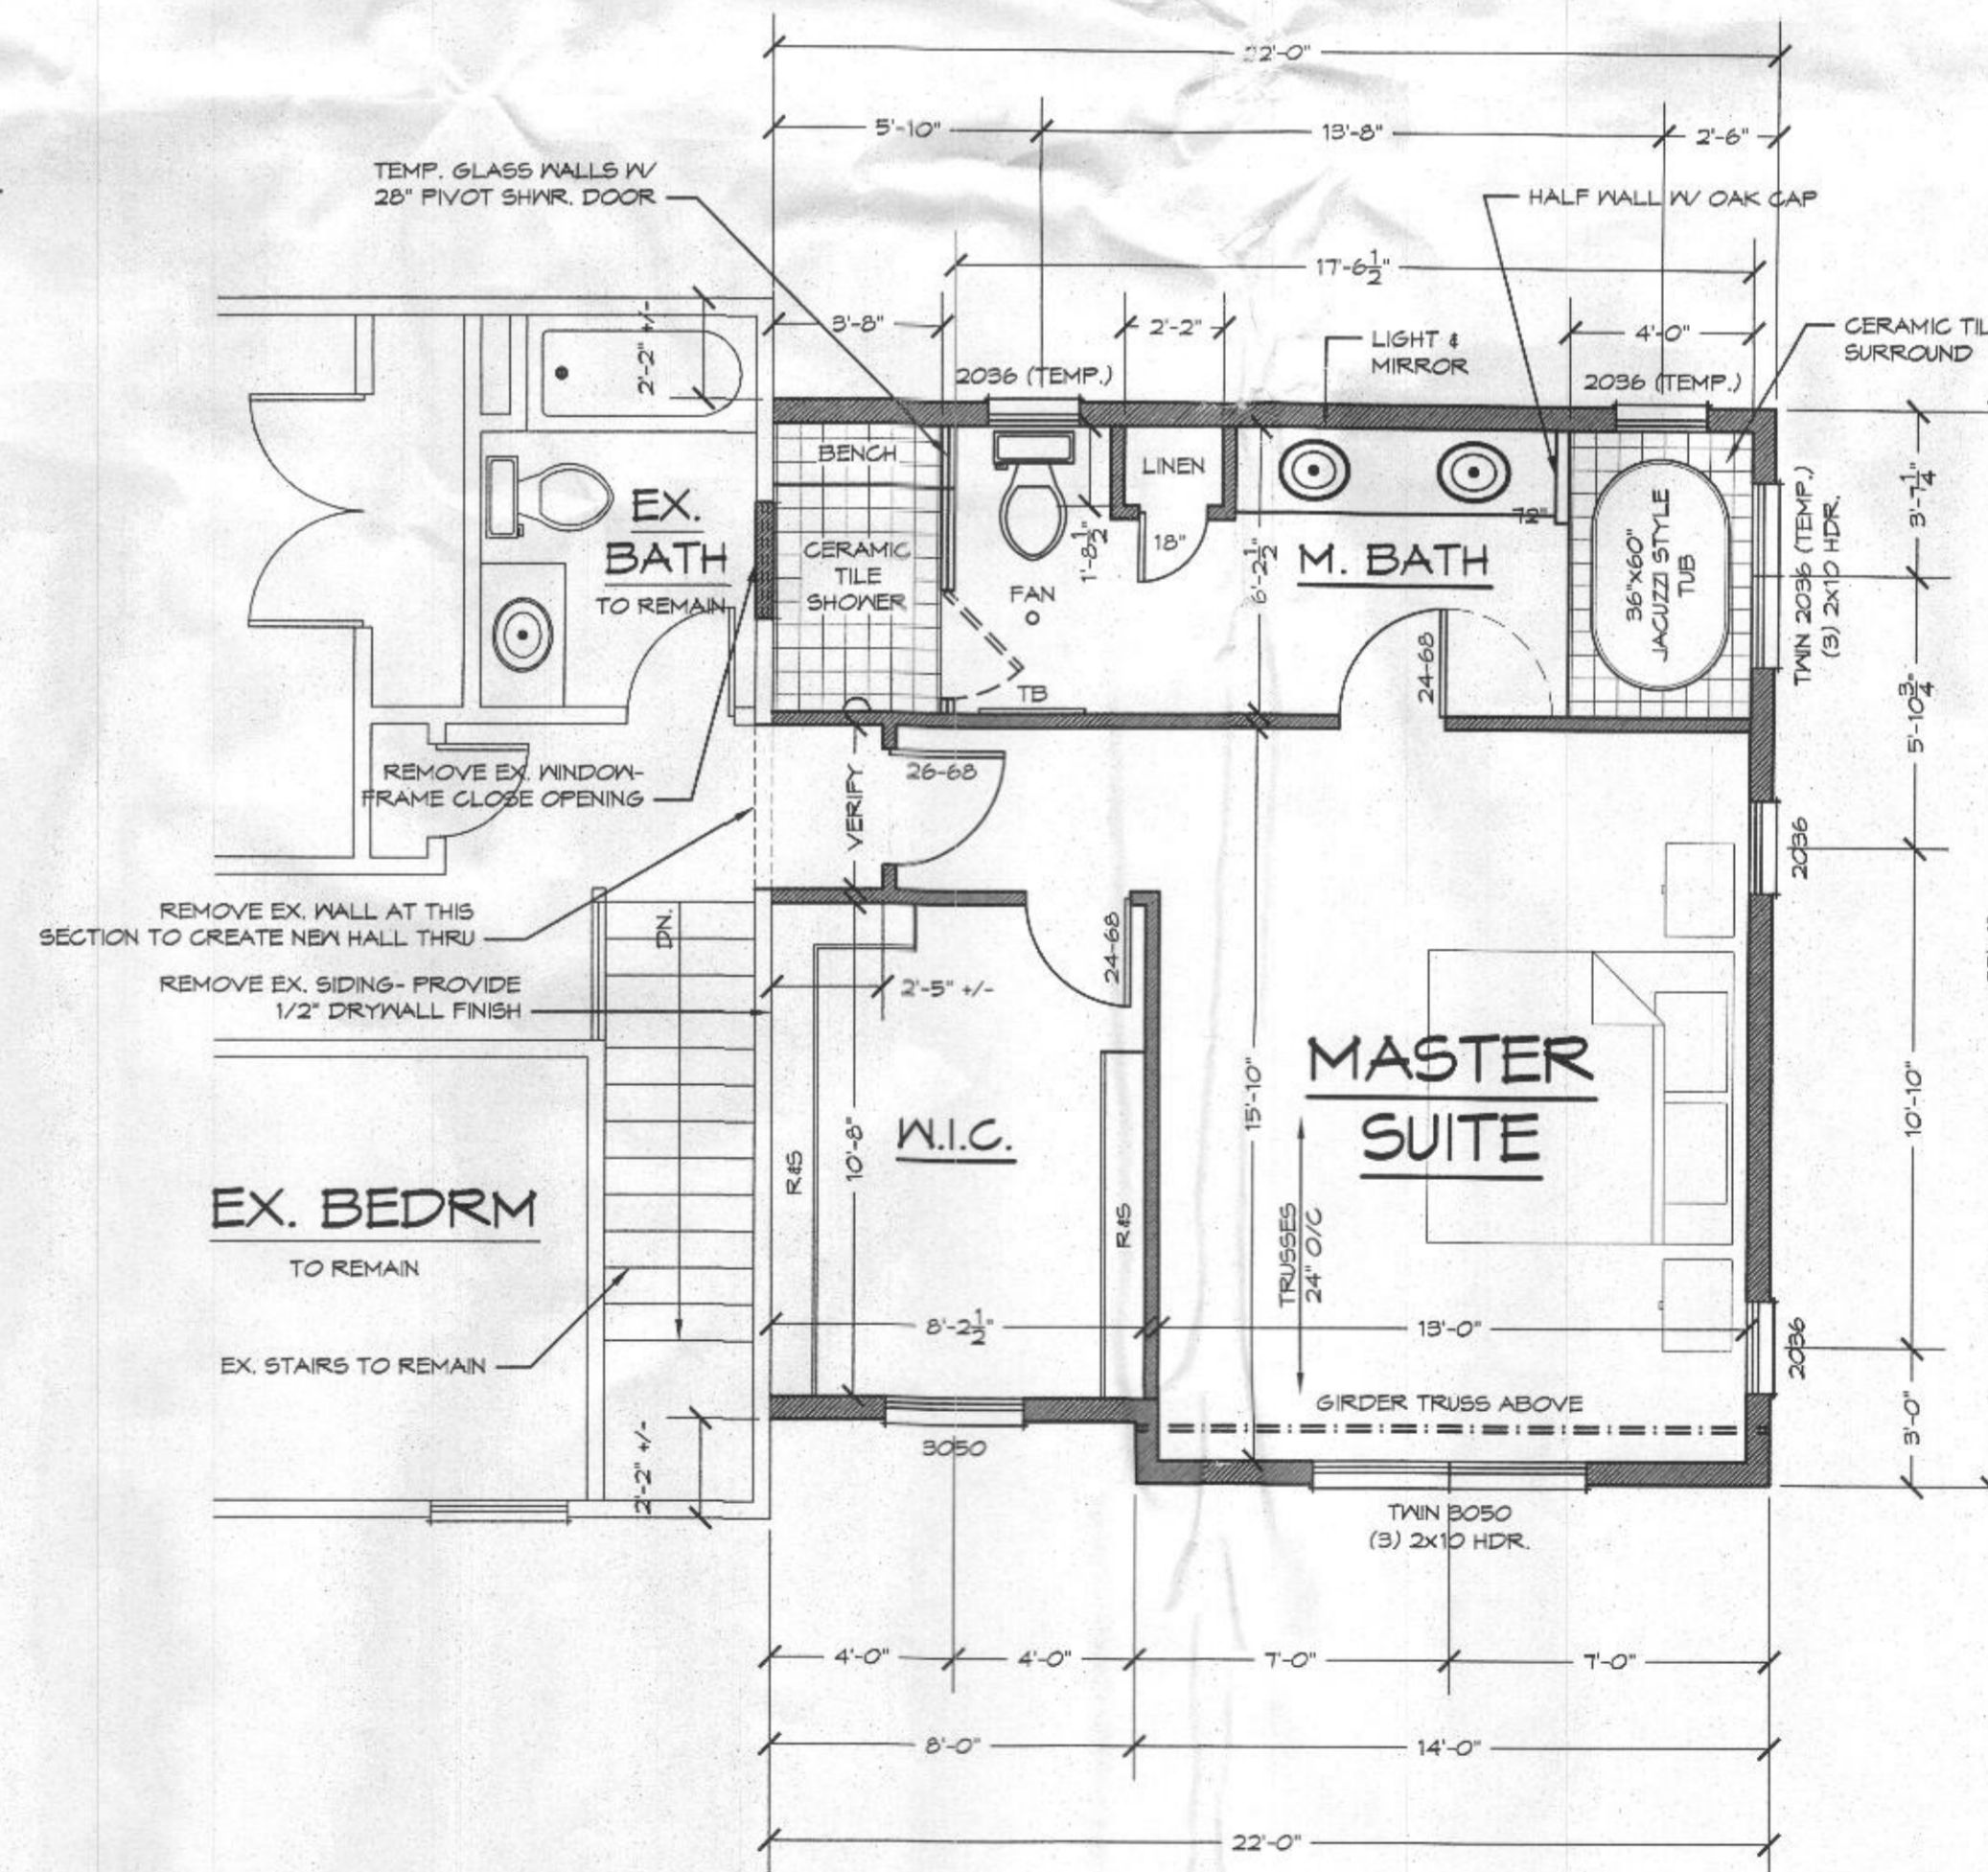 22'-0"
5'-10"
13'-8"
2'-6"
TEMP. GLASS WALLS W/
28" PIVOT SHWR. DOOR
HALF WALL W/ OAK CAP
17'-6 1/2"
3'-8"
2'-2"
4'-0"
LIGHT &
MIRROR
CERAMIC TIL
SURROUND
2'-2" +/-
2036 (TEMP.)
2036 (TEMP.)
BENCH
LINEN
EX.
BATH
TO REMAIN
CERAMIC
TILE
SHOWER
FAN
1'-8 1/2"
18"
6'-2 1/2"
M. BATH
72"
36"x60"
JACUZZI STYLE
TUB
TWIN 2036 (TEMP.)
(3) 2x10 HDR.
3'-7 1/4"
TB
24-68
5'-10 3/4"
REMOVE EX. WINDOW-
FRAME CLOSE OPENING
VERIFY
26-68
2036
REMOVE EX. WALL AT THIS
SECTION TO CREATE NEW HALL THRU
DN.
24-68
REMOVE EX. SIDING- PROVIDE
1/2" DRYWALL FINISH
2'-5" +/-
MASTER
SUITE
15'-10"
10'-10"
W.I.C.
10'-8"
R&S
R&S
EX. BEDRM
TO REMAIN
TRUSSES
24" O/C
8'-2 1/2"
13'-0"
2036
EX. STAIRS TO REMAIN
GIRDER TRUSS ABOVE
3'-0"
2'-2" +/-
3050
TWIN 3050
(3) 2x10 HDR.
4'-0"
4'-0"
7'-0"
7'-0"
8'-0"
14'-0"
22'-0"